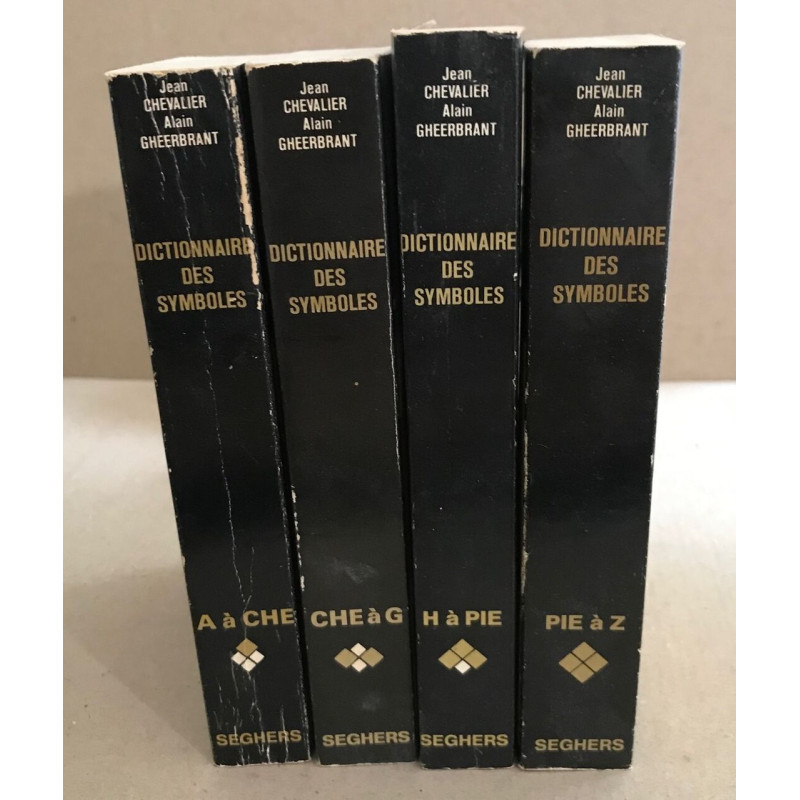 Jean
CHEVALIER
Alain
GHEERBRANT
DICTIONNAIRE
DES
SYMBOLES
A à CHE
SEGHERS
Jean
CHEVALIER
Alain
GHEERBRANT
DICTIONNAIRE
DES
SYMBOLES
CHE à G
SEGHERS
Jean
CHEVALIER
Alain
GHEERBRANT
DICTIONNAIRE
DES
SYMBOLES
H à PIE
SEGHERS
Jean
CHEVALIER
Alain
GHEERBRANT
DICTIONNAIRE
DES
SYMBOLES
PIE à Z
SEGHERS